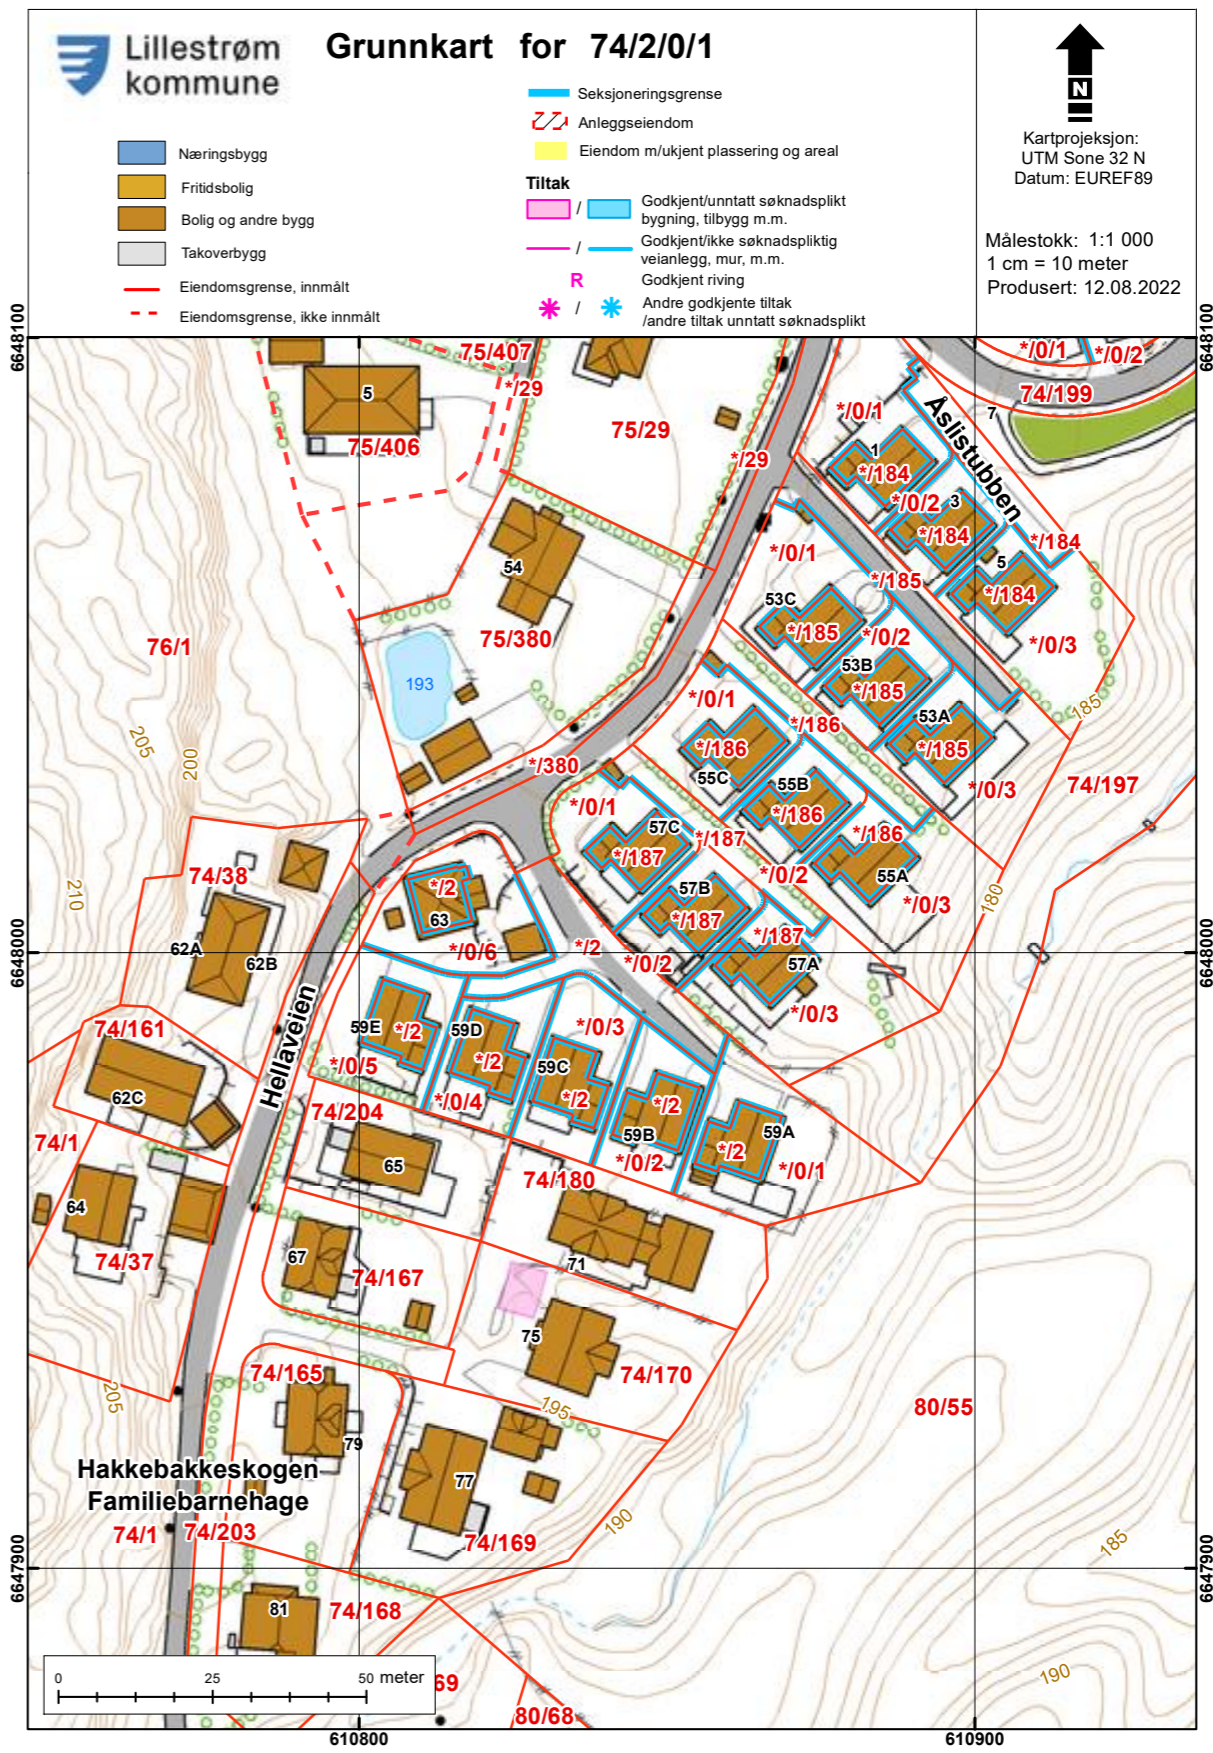 Lillestrøm
kommune
Grunnkart for 74/2/0/1
Næringsbygg
Fritidsbolig
Bolig og andre bygg
Takoverbygg
Eiendomsgrense, innmålt
Eiendomsgrense, ikke innmålt
Seksjoneringsgrense
Anleggseiendom
Eiendom m/ukjent plassering og areal
Tiltak
/
Godkjent/unntatt søknadsplikt
bygning, tilbygg m.m.
/
Godkjent/ikke søknadspliktig
veianlegg, mur, m.m.
R
Godkjent riving
/
Andre godkjente tiltak
/andre tiltak unntatt søknadsplikt
N
Kartprojeksjon:
UTM Sone 32 N
Datum: EUREF89
Målestokk: 1:1 000
1 cm = 10 meter
Produsert: 12.08.2022
6648100
6648100
75/407
*/29
5
75/406
75/29
*/29
*/0/1
*/0/2
74/199
7
*/0/1
Åslistubben
1
*/184
*/0/2
3
*/184
*/184
5
*/184
*/0/3
54
75/380
*/0/1
*/185
53C
*/185
*/0/2
53B
*/185
53A
*/185
*/0/3
185
76/1
193
205
200
*/0/1
*/186
*/186
55C
55B
*/186
*/186
55A
*/0/3
74/197
*/380
*/0/1
57C
*/187
*/187
*/0/2
57B
*/187
*/187
57A
*/0/2
*/0/3
180
74/38
210
62A
62B
*/2
63
*/0/6
*/2
6648000
6648000
Hellaveien
74/161
62C
59E
*/2
*/0/5
59D
*/2
*/0/4
*/0/3
59C
*/2
*/2
59B
*/0/2
59A
*/2
*/0/1
74/204
65
74/180
74/1
64
74/37
67
74/167
71
75
74/170
205
74/165
79
195
77
80/55
Hakkebakkeskogen
Familiebarnehage
74/1
74/203
74/169
190
185
6647900
6647900
81
74/168
190
0
25
50 meter
69
80/68
610800
610900